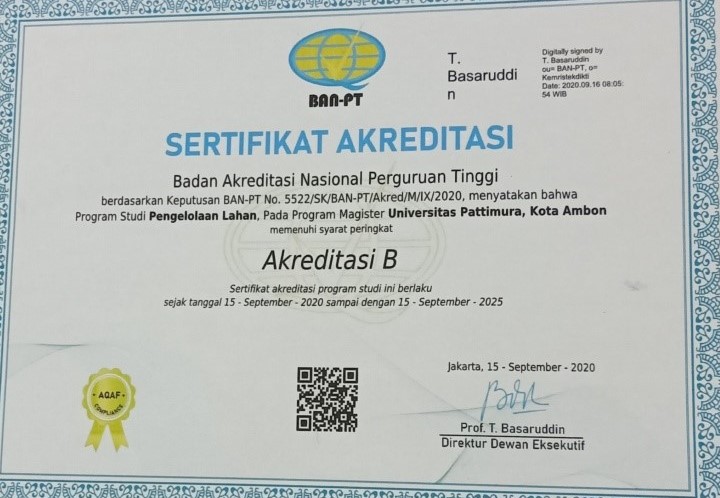 BAN-PT
T.
Basaruddi
n
Digitally signed by
T. Basaruddin
ou= BAN-PT, o=
Kemristekdikti
Date: 2020.09.16 08:05:
54 WIB
SERTIFIKAT AKREDITASI
Badan Akreditasi Nasional Perguruan Tinggi
berdasarkan Keputusan BAN-PT No. 5522/SK/BAN-PT/Akred/M/IX/2020, menyatakan bahwa
Program Studi Pengelolaan Lahan, Pada Program Magister Universitas Pattimura, Kota Ambon
memenuhi syarat peringkat
Akreditasi B
Sertifikat akreditasi program studi ini berlaku
sejak tanggal 15 - September - 2020 sampai dengan 15 - September - 2025
Jakarta, 15 - September - 2020
AQAF
COMPLIANCE
Prof. T. Basaruddin
Direktur Dewan Eksekutif